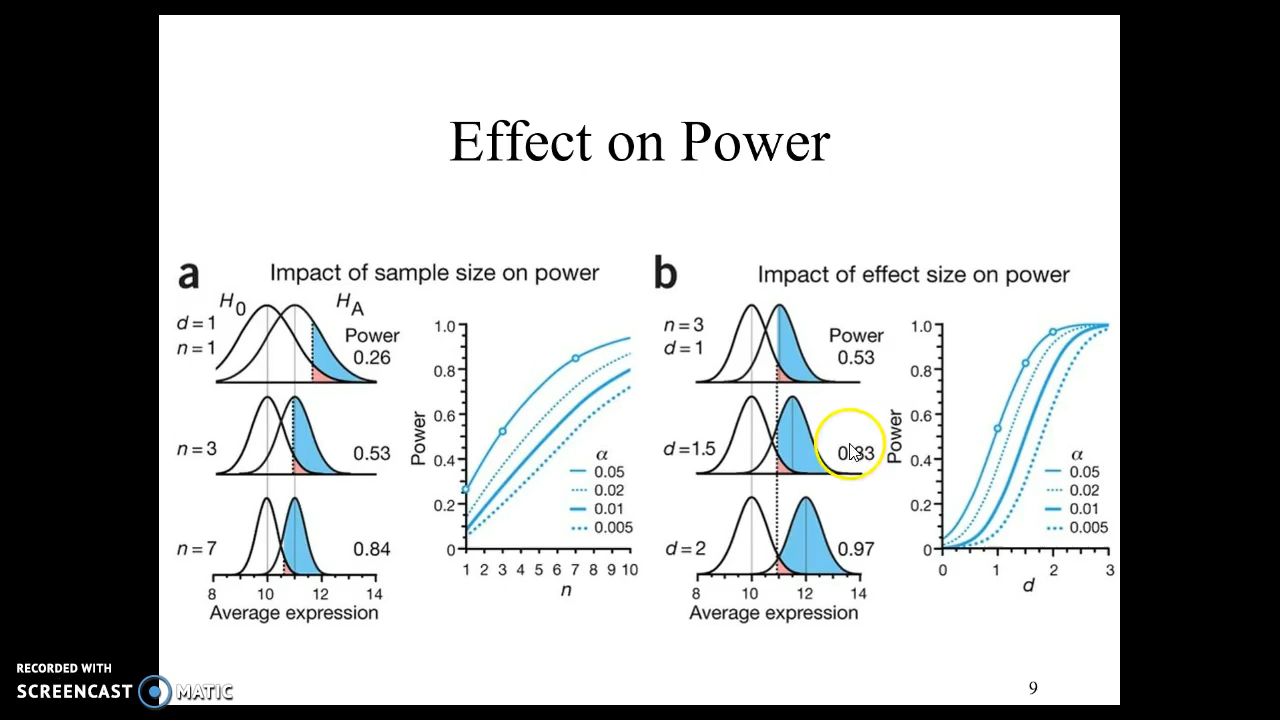 Effect on Power
a Impact of sample size on power
H0 HA
d = 1
n = 1
Power
0.26
n = 3
0.53
n = 7
0.84
8 10 12 14
Average expression
Power
1.0
0.8
0.6
0.4
0.2
0
1 2 3 4 5 6 7 8 9 10
n
α
0.05
0.02
0.01
0.005
b Impact of effect size on power
n = 3
d = 1
Power
0.53
d = 1.5
d = 2
0.97
8 10 12 14
Average expression
Power
1.0
0.8
0.6
0.4
0.2
0
0 1 2 3
d
α
0.05
0.02
0.01
0.005
9
RECORDED WITH
SCREENCAST MATIC